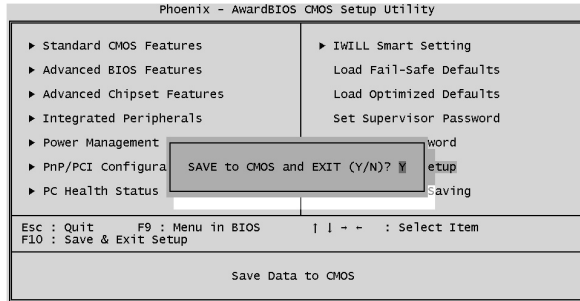 Phoenix - AwardBIOS CMOS Setup Utility
▶ Standard CMOS Features
▶ Advanced BIOS Features
▶ Advanced Chipset Features
▶ Integrated Peripherals
▶ Power Management
▶ PnP/PCI Configura
▶ PC Health Status
▶ IWILL Smart Setting
Load Fail-Safe Defaults
Load Optimized Defaults
Set Supervisor Password
word
etup
Saving
SAVE to CMOS and EXIT (Y/N)? Y
Esc : Quit F9 : Menu in BIOS ↑ ↓ → ← : Select Item
F10 : Save & Exit Setup
Save Data to CMOS